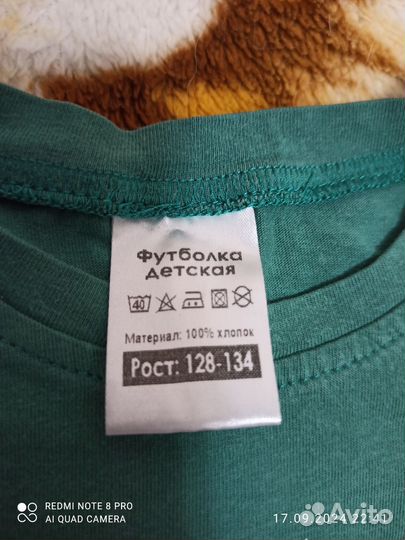 Футболка
детская
40
Материал: 100% хлопок
Рост: 128-134
REDMI NOTE 8 PRO
AI QUAD CAMERA
17.09.2024 22:41
Avito